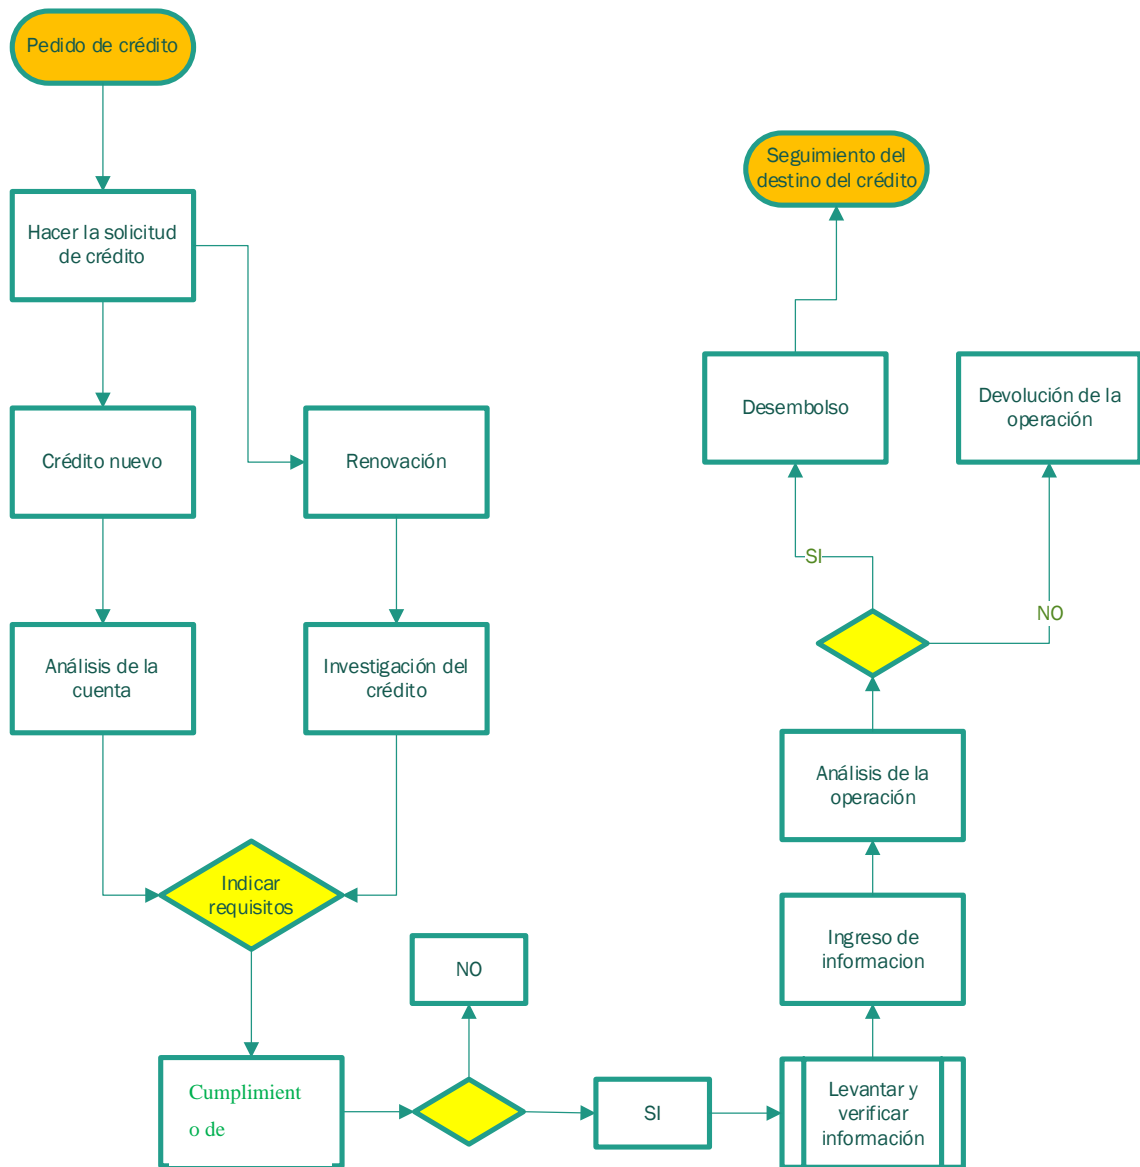 Pedido de crédito
Hacer la solicitud
de crédito
Crédito nuevo
Renovación
Análisis de la
cuenta
Investigación del
crédito
Indicar
requisitos
Cumplimient
o de
NO
SI
Levantar y
verificar
información
Ingreso de
informacion
Análisis de la
operación
SI
NO
Desembolso
Devolución de la
operación
Seguimiento del
destino del crédito